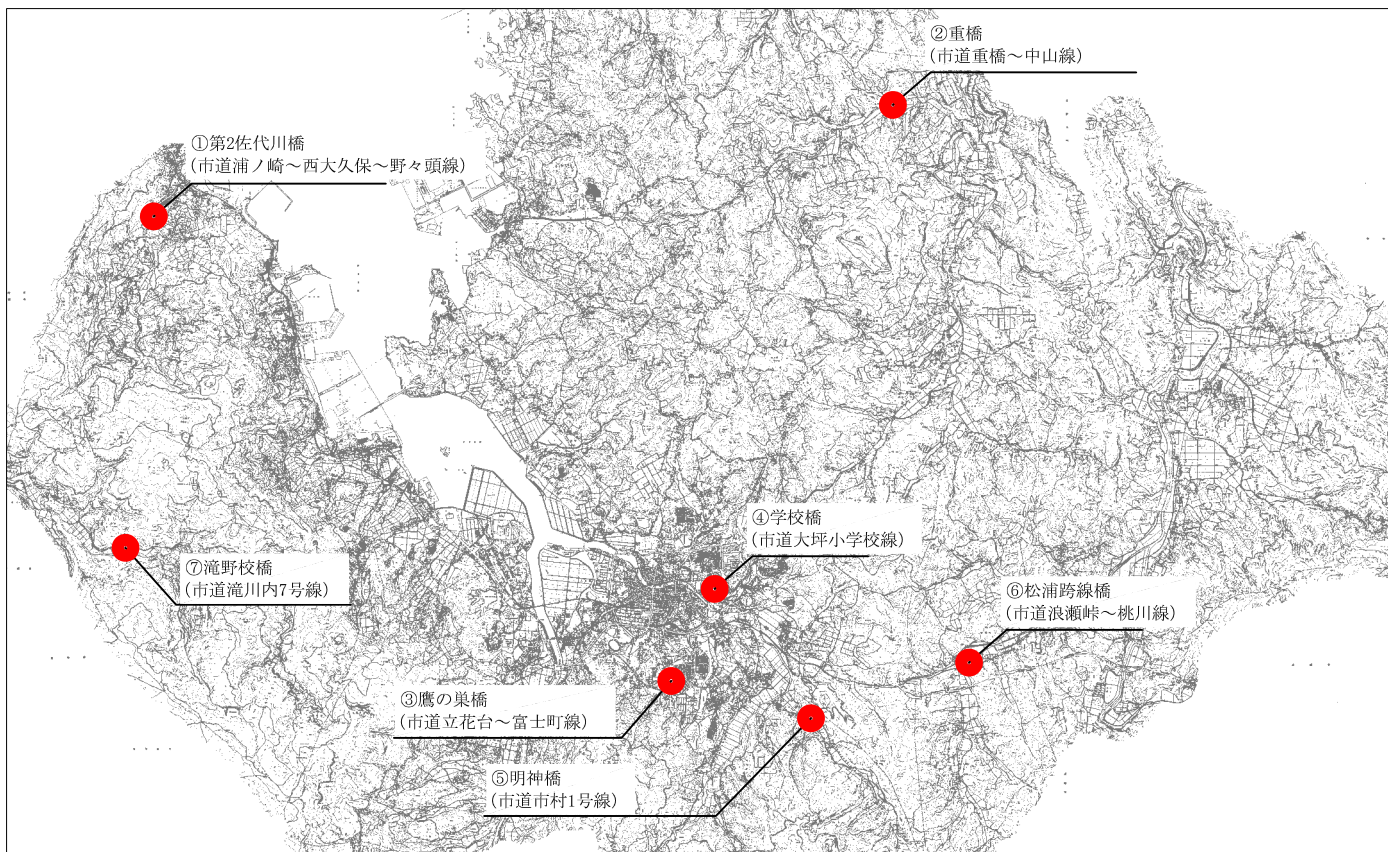 ①第2佐代川橋
(市道浦ノ崎～西大久保～野々頭線)
②重橋
(市道重橋～中山線)
③鷹の巣橋
(市道立花台～富士町線)
④学校橋
(市道大坪小学校線)
⑤明神橋
(市道市村1号線)
⑥松浦跨線橋
(市道浪瀬峠～桃川線)
⑦滝野校橋
(市道滝川内7号線)